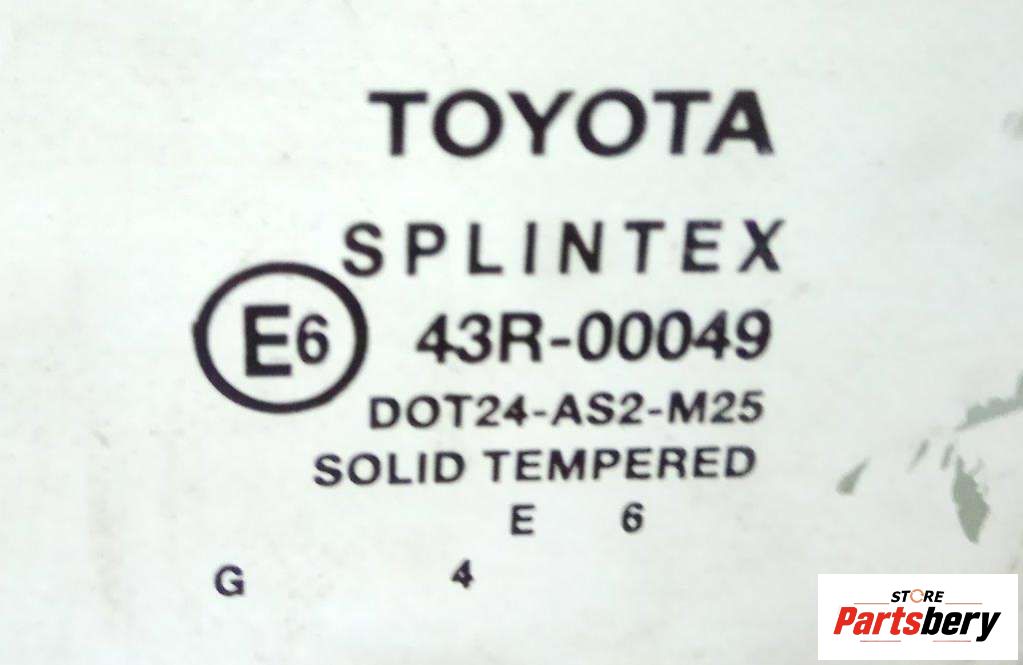 TOYOTA
SPLINTEX
E6 43R-00049
DOT24-AS2-M25
SOLID TEMPERED
E 6
G 4
STORE
Partsbery